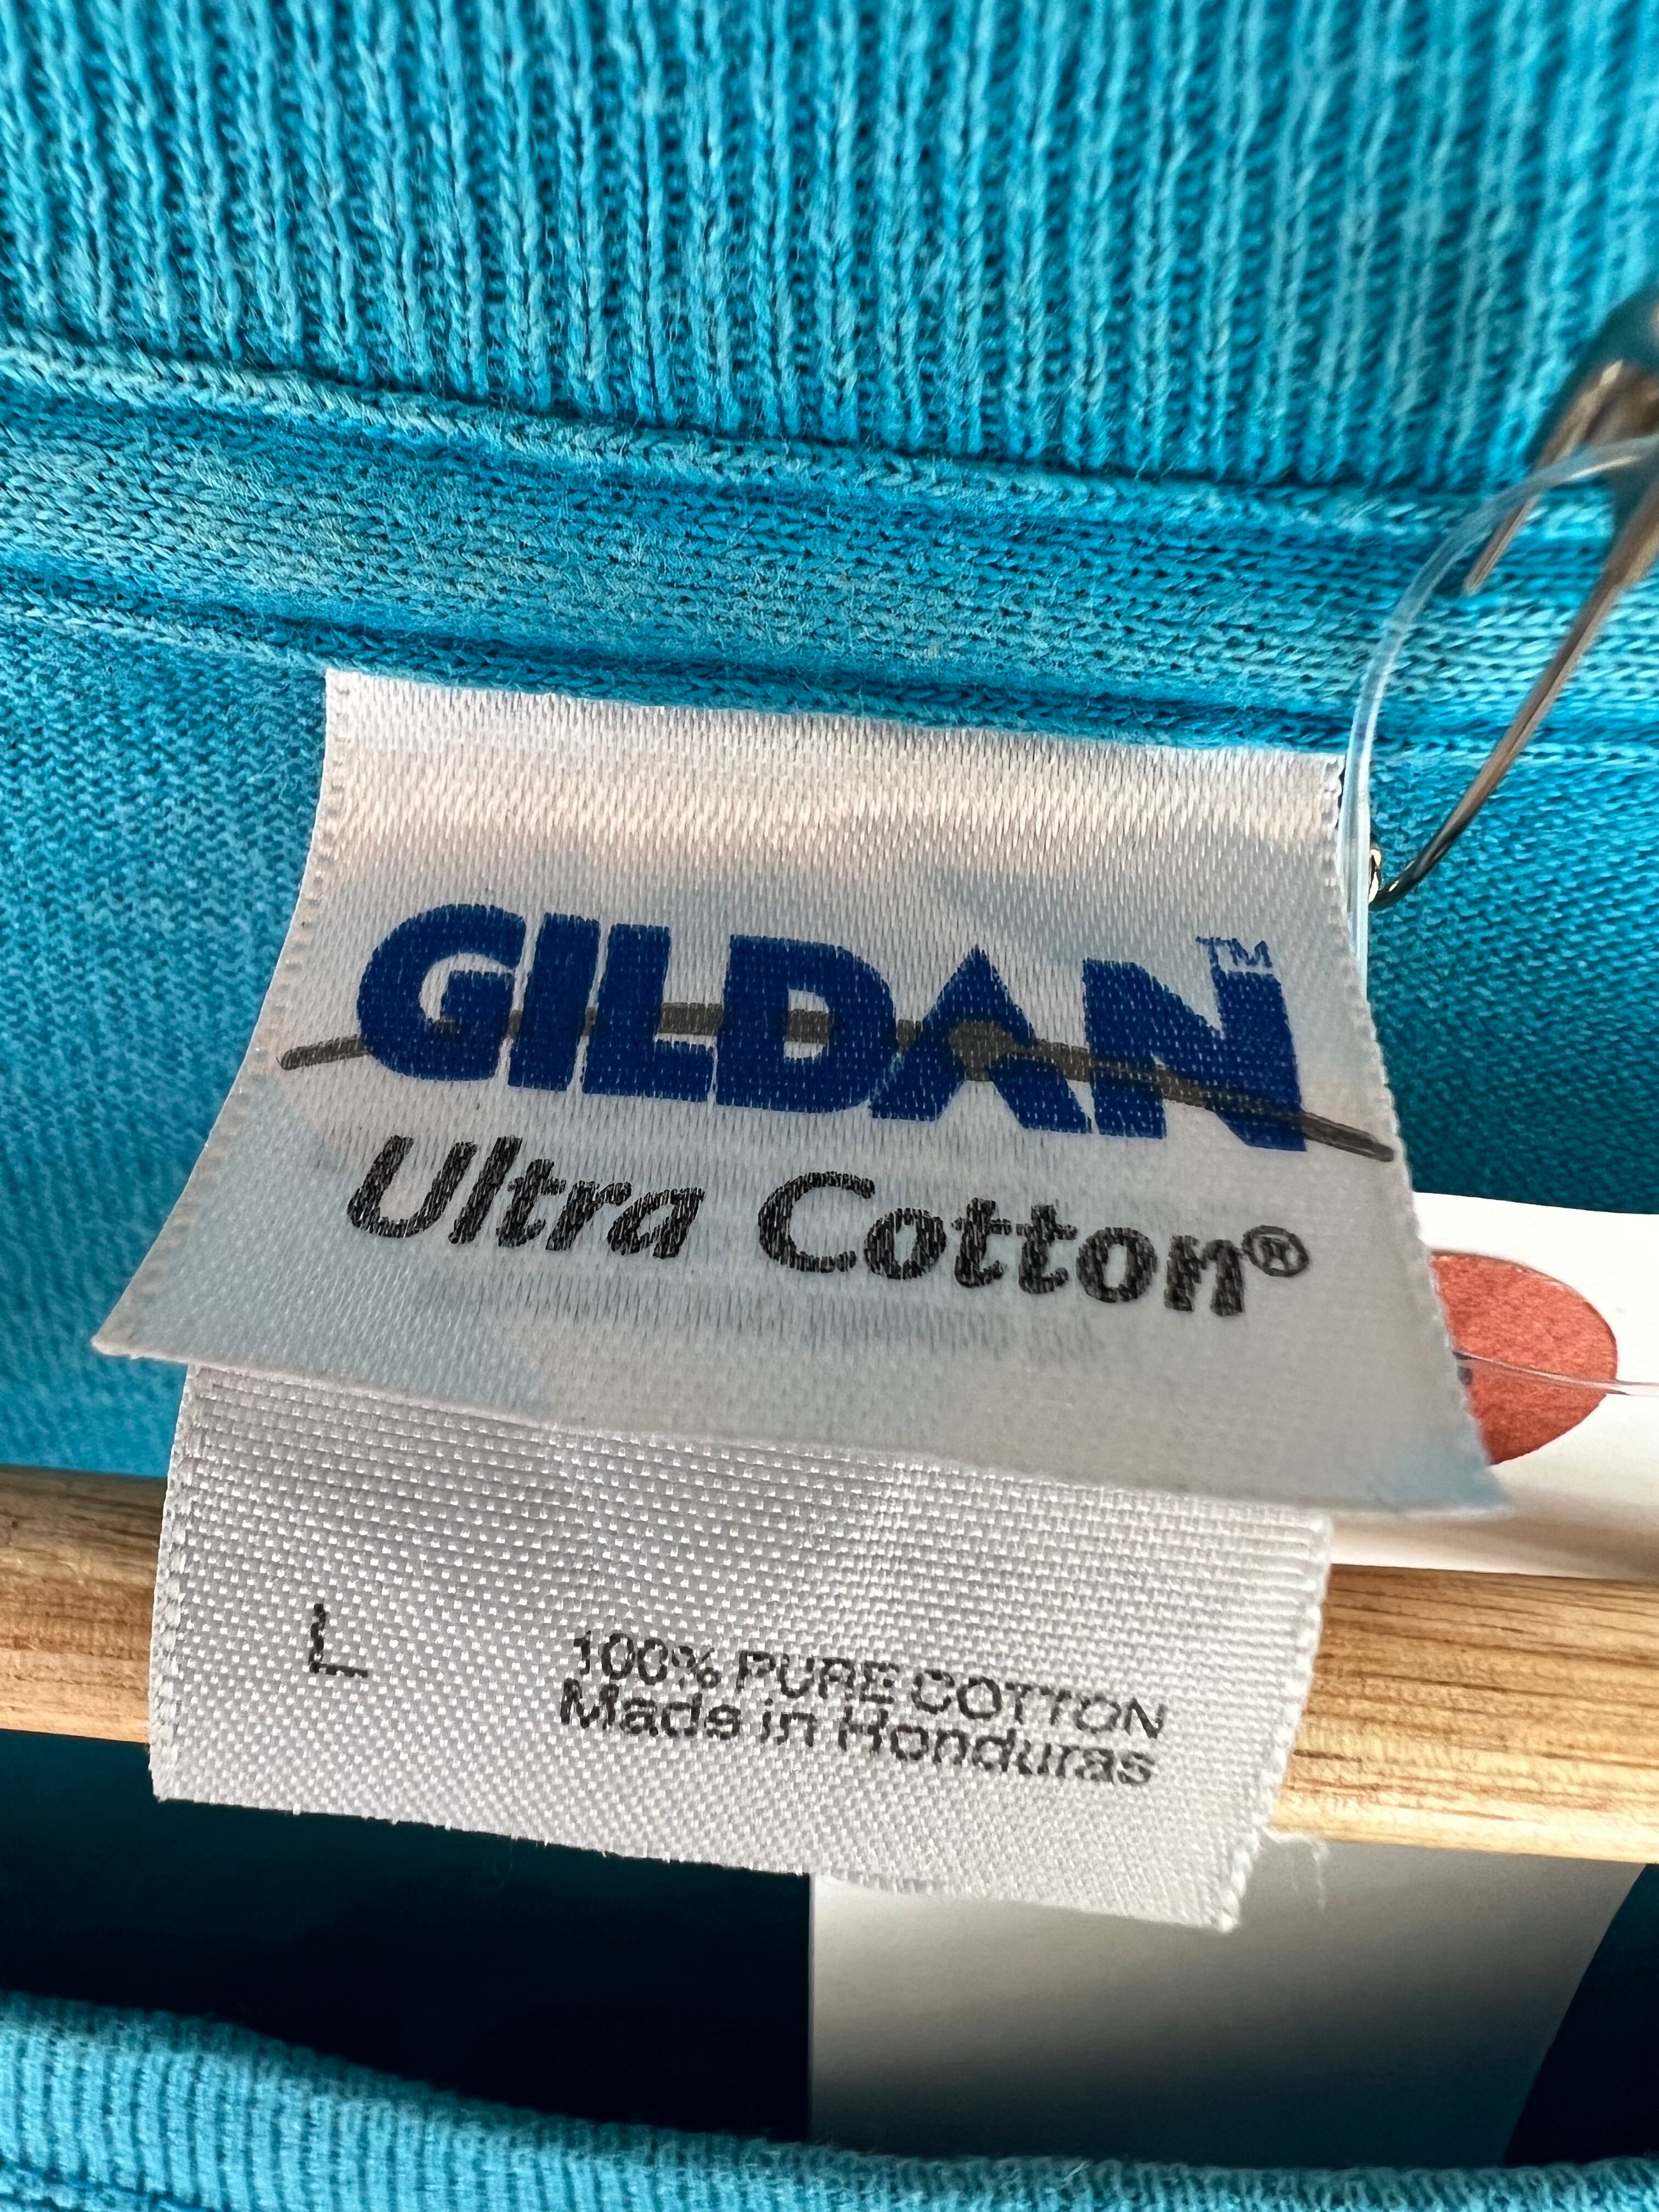 GILDAN™
Ultra Cotton®
L
100% PURE COTTON
Made in Honduras